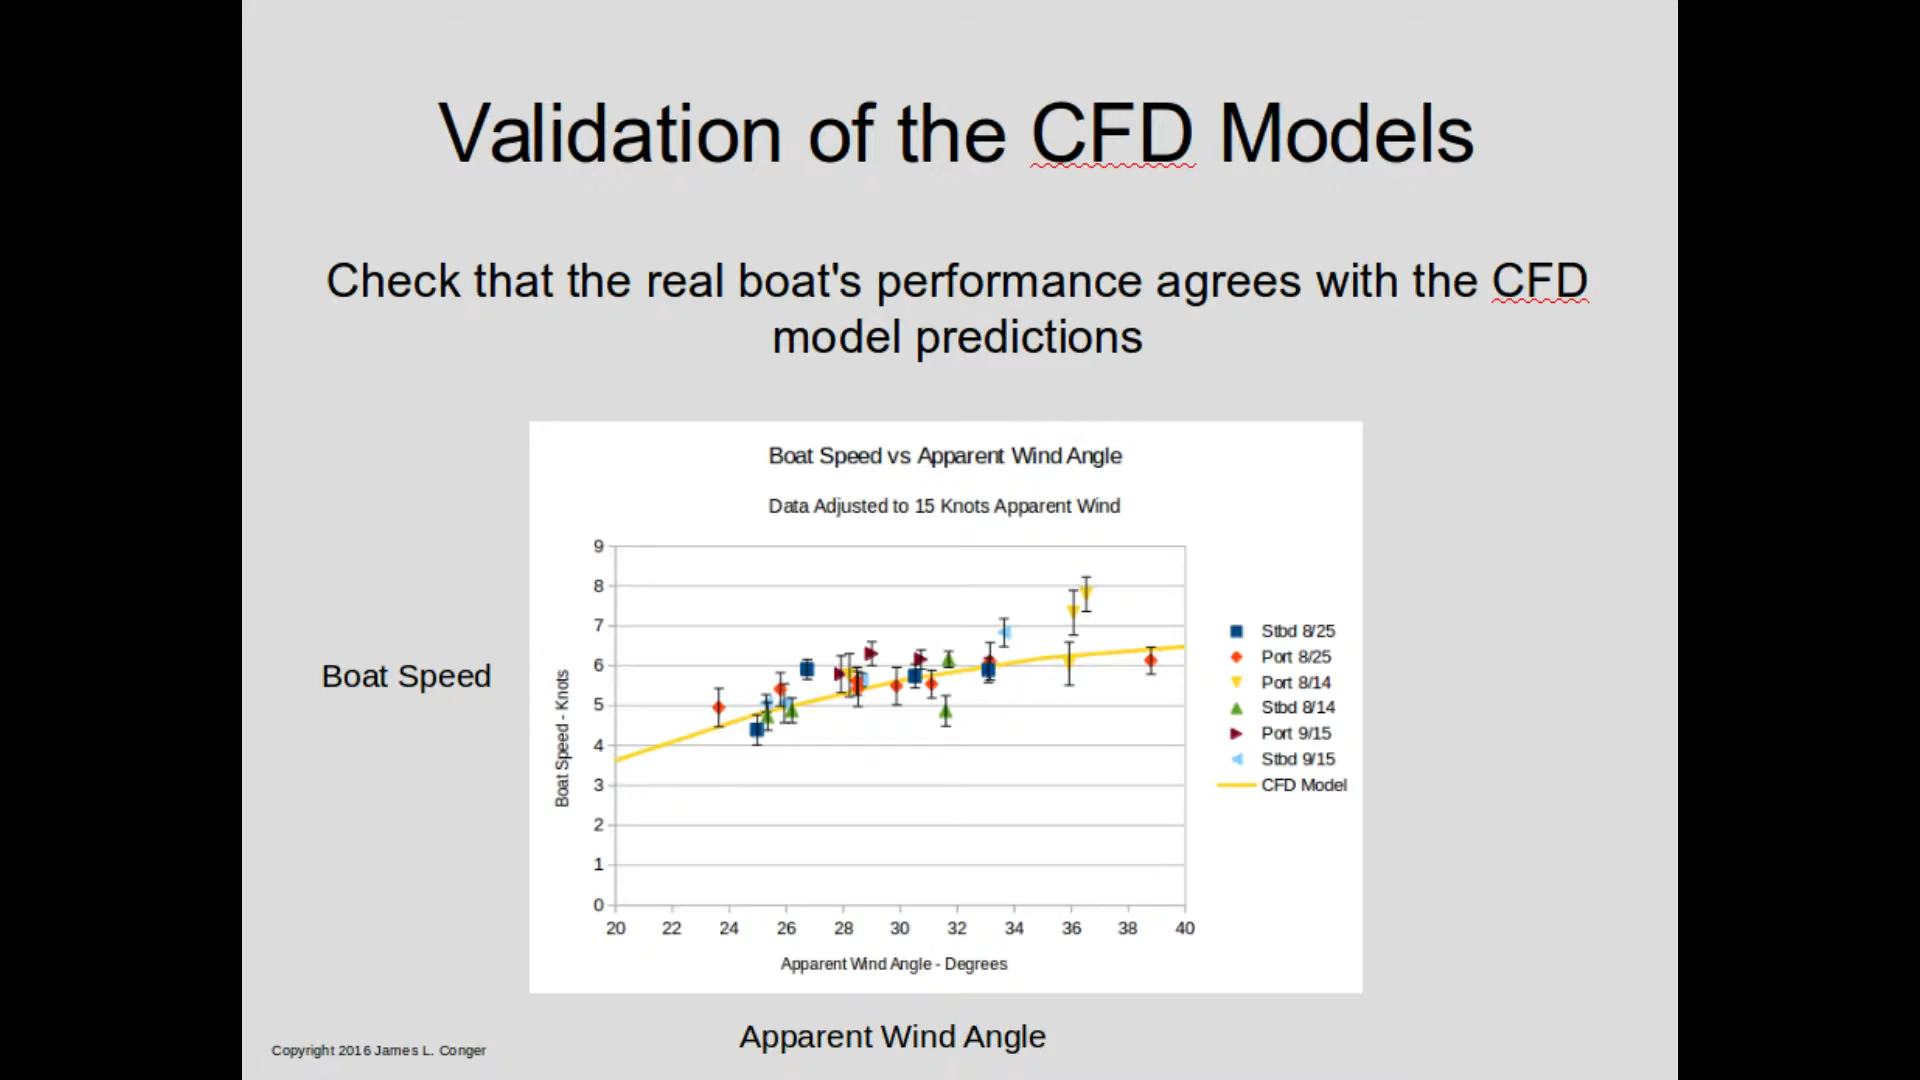 Validation of the CFD Models
Check that the real boat's performance agrees with the CFD
model predictions
Boat Speed vs Apparent Wind Angle
Data Adjusted to 15 Knots Apparent Wind
9
8
7
6
5
4
3
2
1
0
Boat Speed - Knots
Boat Speed
20 22 24 26 28 30 32 34 36 38 40
Apparent Wind Angle - Degrees
Stbd 8/25
Port 8/25
Port 8/14
Stbd 8/14
Port 9/15
Stbd 9/15
CFD Model
Apparent Wind Angle
Copyright 2016 James L. Conger